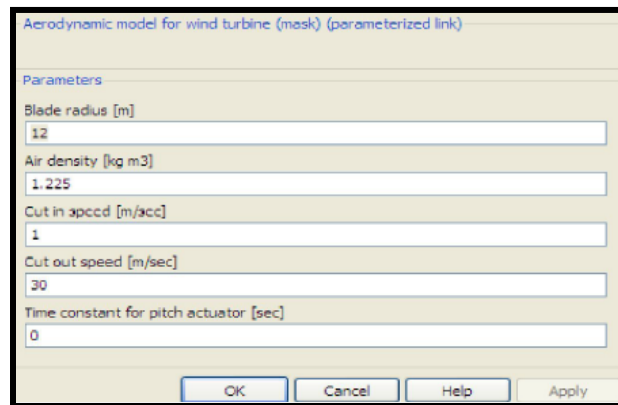 Aerodynamic model for wind turbine (mask) (parameterized link)
Parameters
Blade radius [m]
12
Air density [kg m3]
1.225
Cut in speed [m/sec]
1
Cut out speed [m/sec]
30
Time constant for pitch actuator [sec]
0
OK Cancel Help Apply